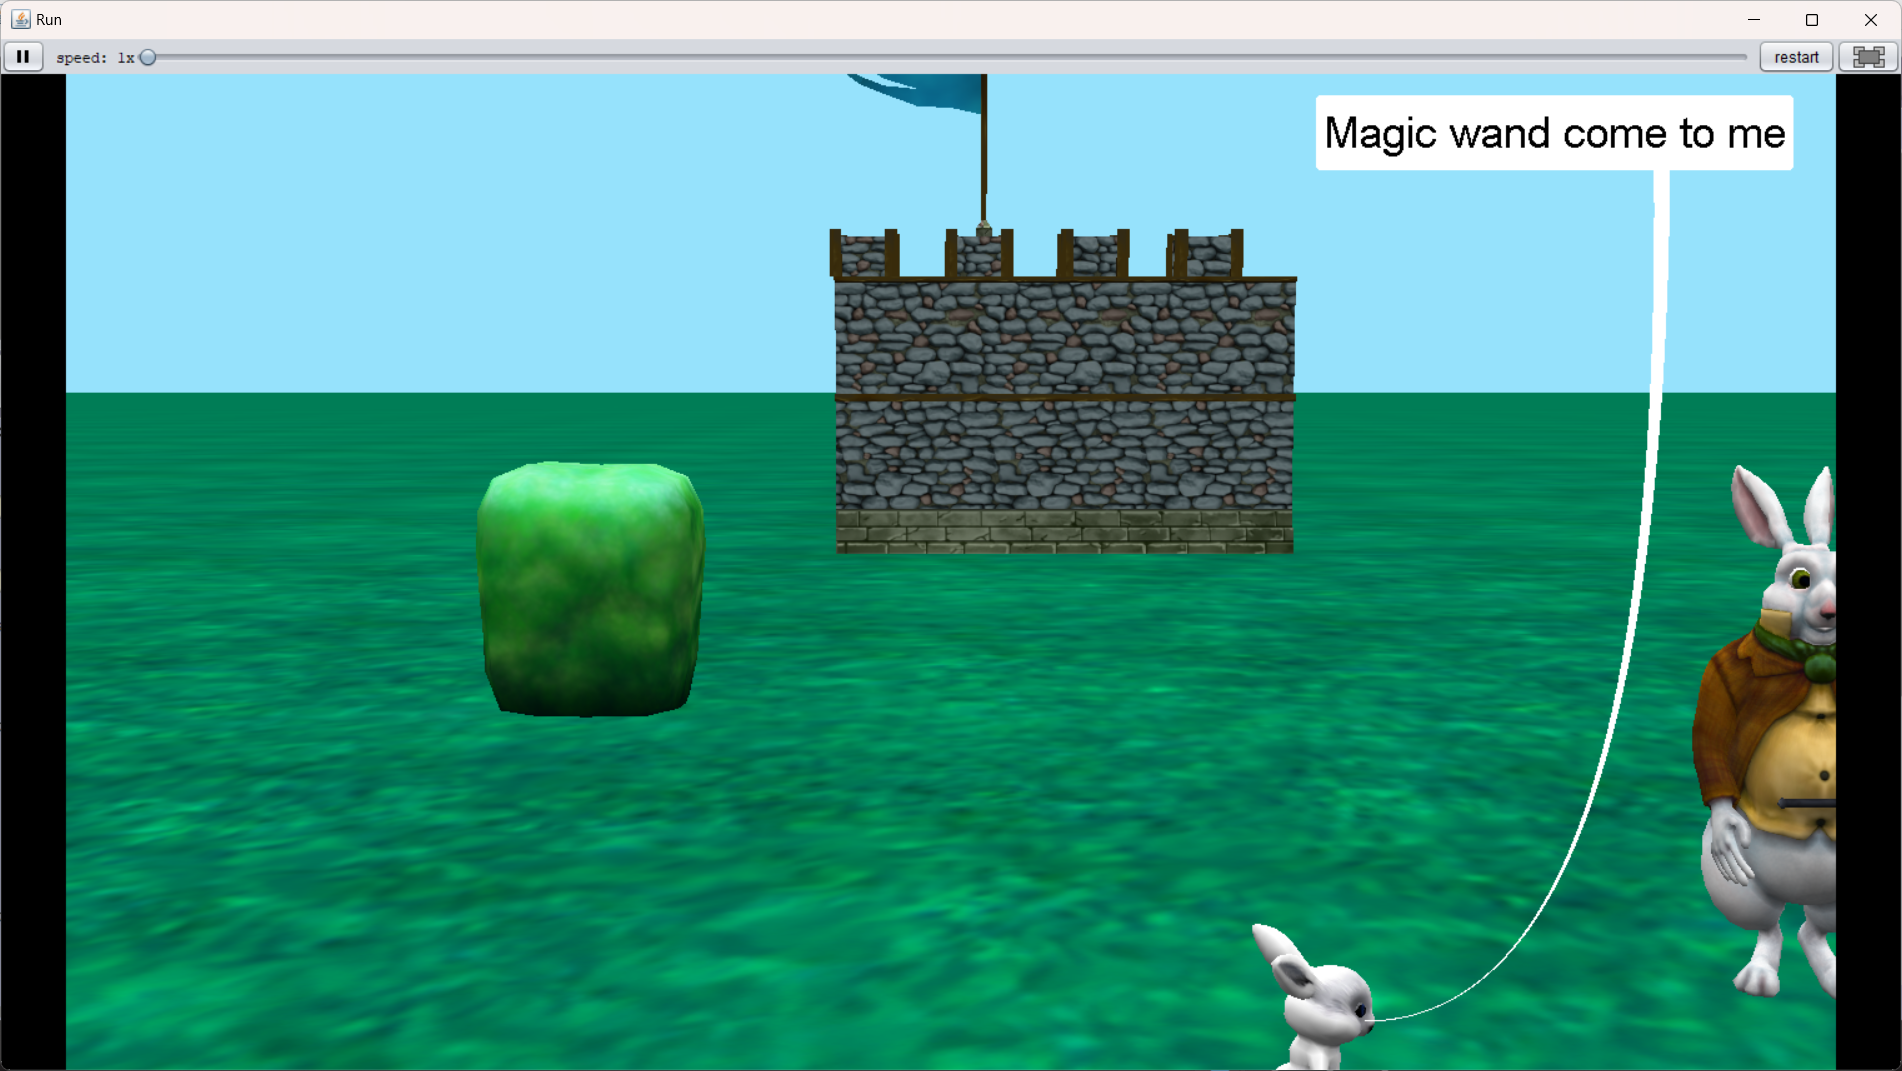 Run
speed: 1x
restart
Magic wand come to me